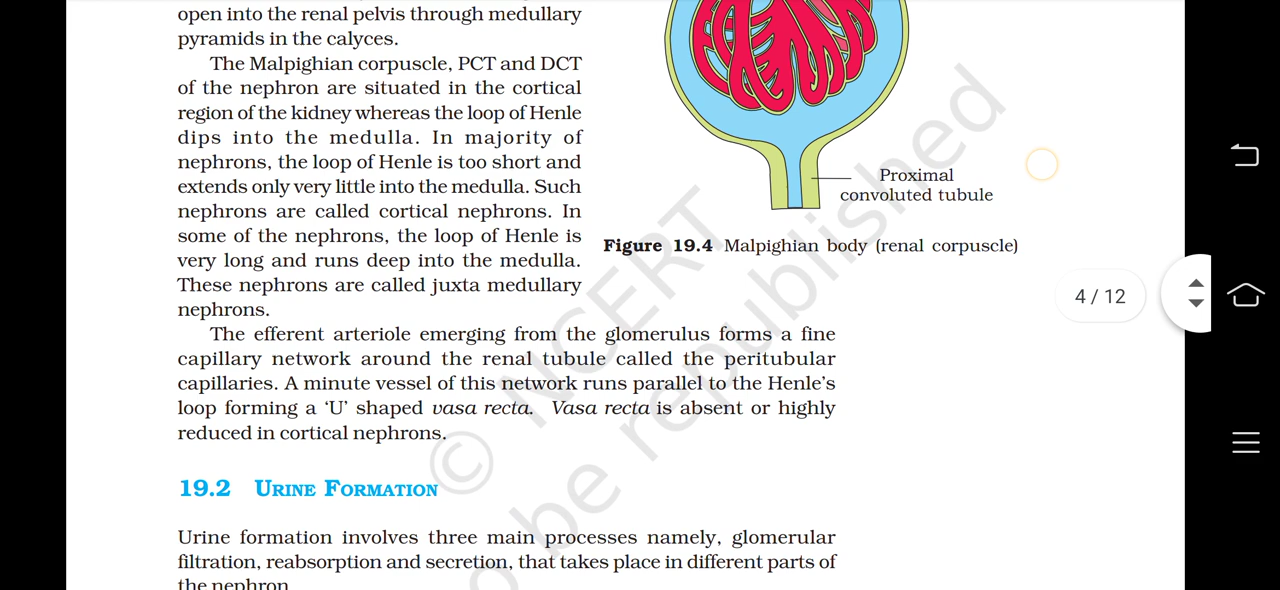 open into the renal pelvis through medullary
pyramids in the calyces.
The Malpighian corpuscle, PCT and DCT
of the nephron are situated in the cortical
region of the kidney whereas the loop of Henle
dips into the medulla. In majority of
nephrons, the loop of Henle is too short and
extends only very little into the medulla. Such
nephrons are called cortical nephrons. In
some of the nephrons, the loop of Henle is
very long and runs deep into the medulla.
These nephrons are called juxta medullary
nephrons.
Proximal
convoluted tubule
Figure 19.4 Malpighian body (renal corpuscle)
4 / 12
The efferent arteriole emerging from the glomerulus forms a fine
capillary network around the renal tubule called the peritubular
capillaries. A minute vessel of this network runs parallel to the Henle's
loop forming a ‘U’ shaped vasa recta. Vasa recta is absent or highly
reduced in cortical nephrons.
19.2 URINE FORMATION
Urine formation involves three main processes namely, glomerular
filtration, reabsorption and secretion, that takes place in different parts of
the nephron
© NCERT
o be republished